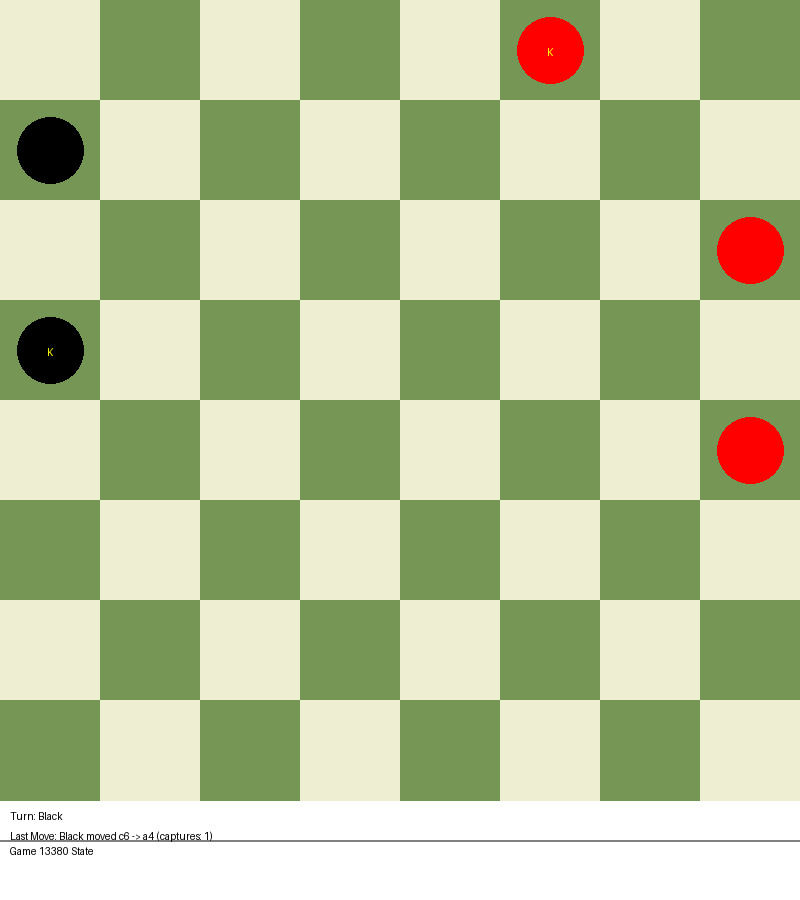 K
K
Turn: Black
Last Move: Black moved c6 -> a4 (captures: 1)
Game 13380 State